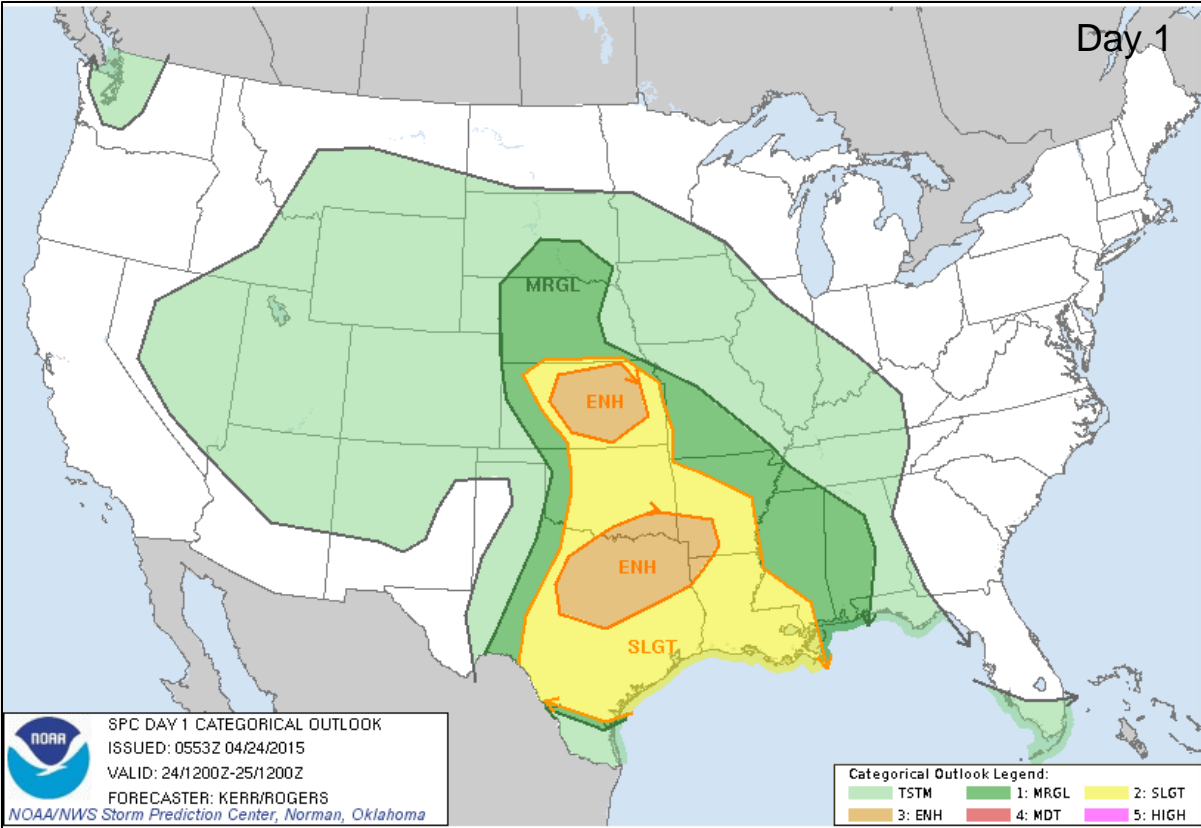 Day 1
MRGL
ENH
ENH
SLGT
NOAA
SPC DAY 1 CATEGORICAL OUTLOOK
ISSUED: 0553Z 04/24/2015
VALID: 24/1200Z-25/1200Z
FORECASTER: KERR/ROGERS
NOAA/NWS Storm Prediction Center, Norman, Oklahoma
Categorical Outlook Legend:
TSTM 1: MRGL 2: SLGT
3: ENH 4: MDT 5: HIGH